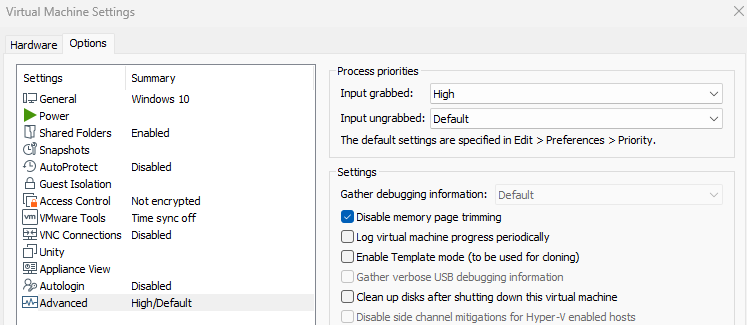 Virtual Machine Settings
Hardware Options
Settings Summary
General Windows 10
Power
Shared Folders Enabled
Snapshots
AutoProtect Disabled
Guest Isolation
Access Control Not encrypted
vm VMware Tools Time sync off
VNC Connections Disabled
Unity
Appliance View
Autologin Disabled
Advanced High/Default
Process priorities
Input grabbed: High
Input ungrabbed: Default
The default settings are specified in Edit > Preferences > Priority.
Settings
Gather debugging information: Default
Disable memory page trimming
Log virtual machine progress periodically
Enable Template mode (to be used for cloning)
Gather verbose USB debugging information
Clean up disks after shutting down this virtual machine
Disable side channel mitigations for Hyper-V enabled hosts